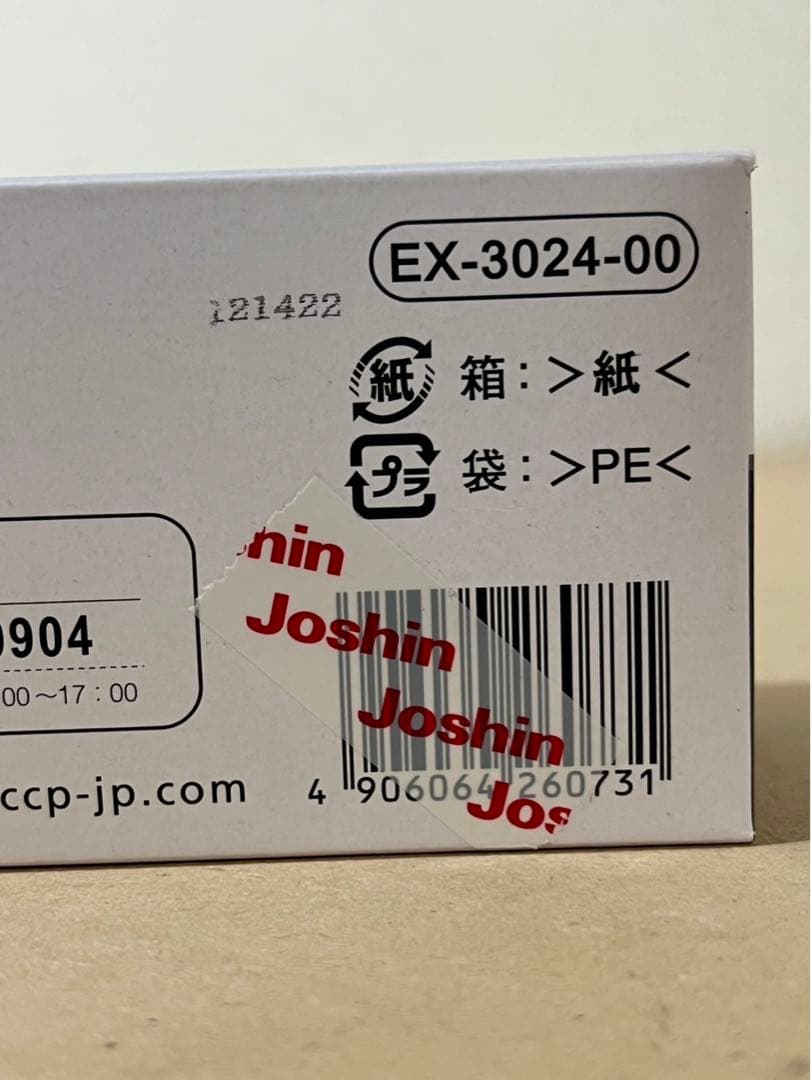 EX-3024-00
121422
紙 箱：＞紙＜
プラ 袋：＞PE＜
hin
Joshin
Joshin
Jos
0904
00～17：00
ccp-jp.com
4 906064 260731